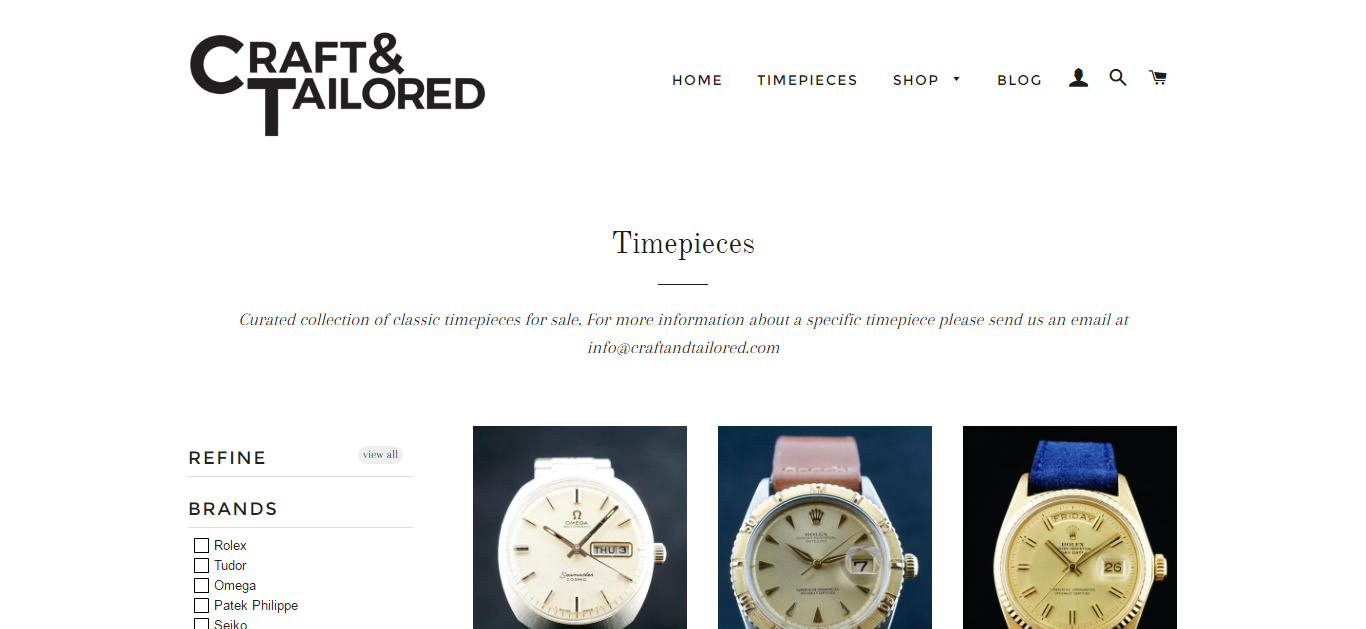 CRAFT&
TAILORED
HOME TIMEPIECES SHOP BLOG
Timepieces
Curated collection of classic timepieces for sale. For more information about a specific timepiece please send us an email at
info@craftandtailored.com
REFINE view all
BRANDS
Rolex
Tudor
Omega
Patek Philippe
Seiko
OMEGA
AUTOMATIC
THU 3
Seamaster
COSMIC
ROLEX
7
FRIDAY
ROLEX
26